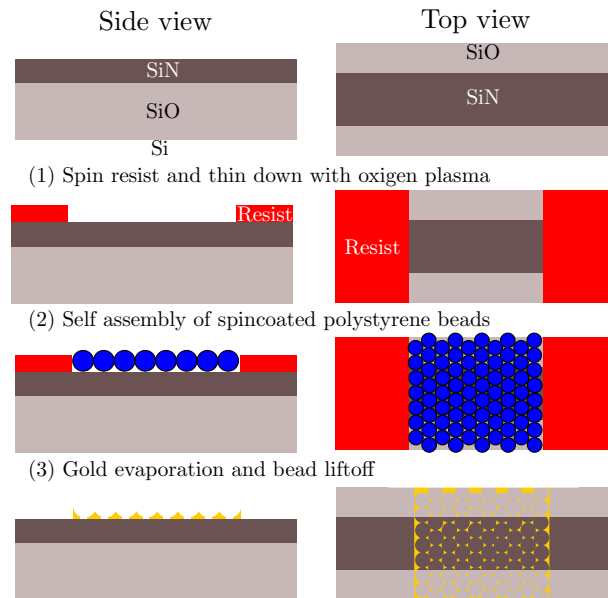 Side view
Top view
SiN
SiO
Si
SiO
SiN
(1) Spin resist and thin down with oxigen plasma
Resist
Resist
(2) Self assembly of spincoated polystyrene beads
(3) Gold evaporation and bead liftoff